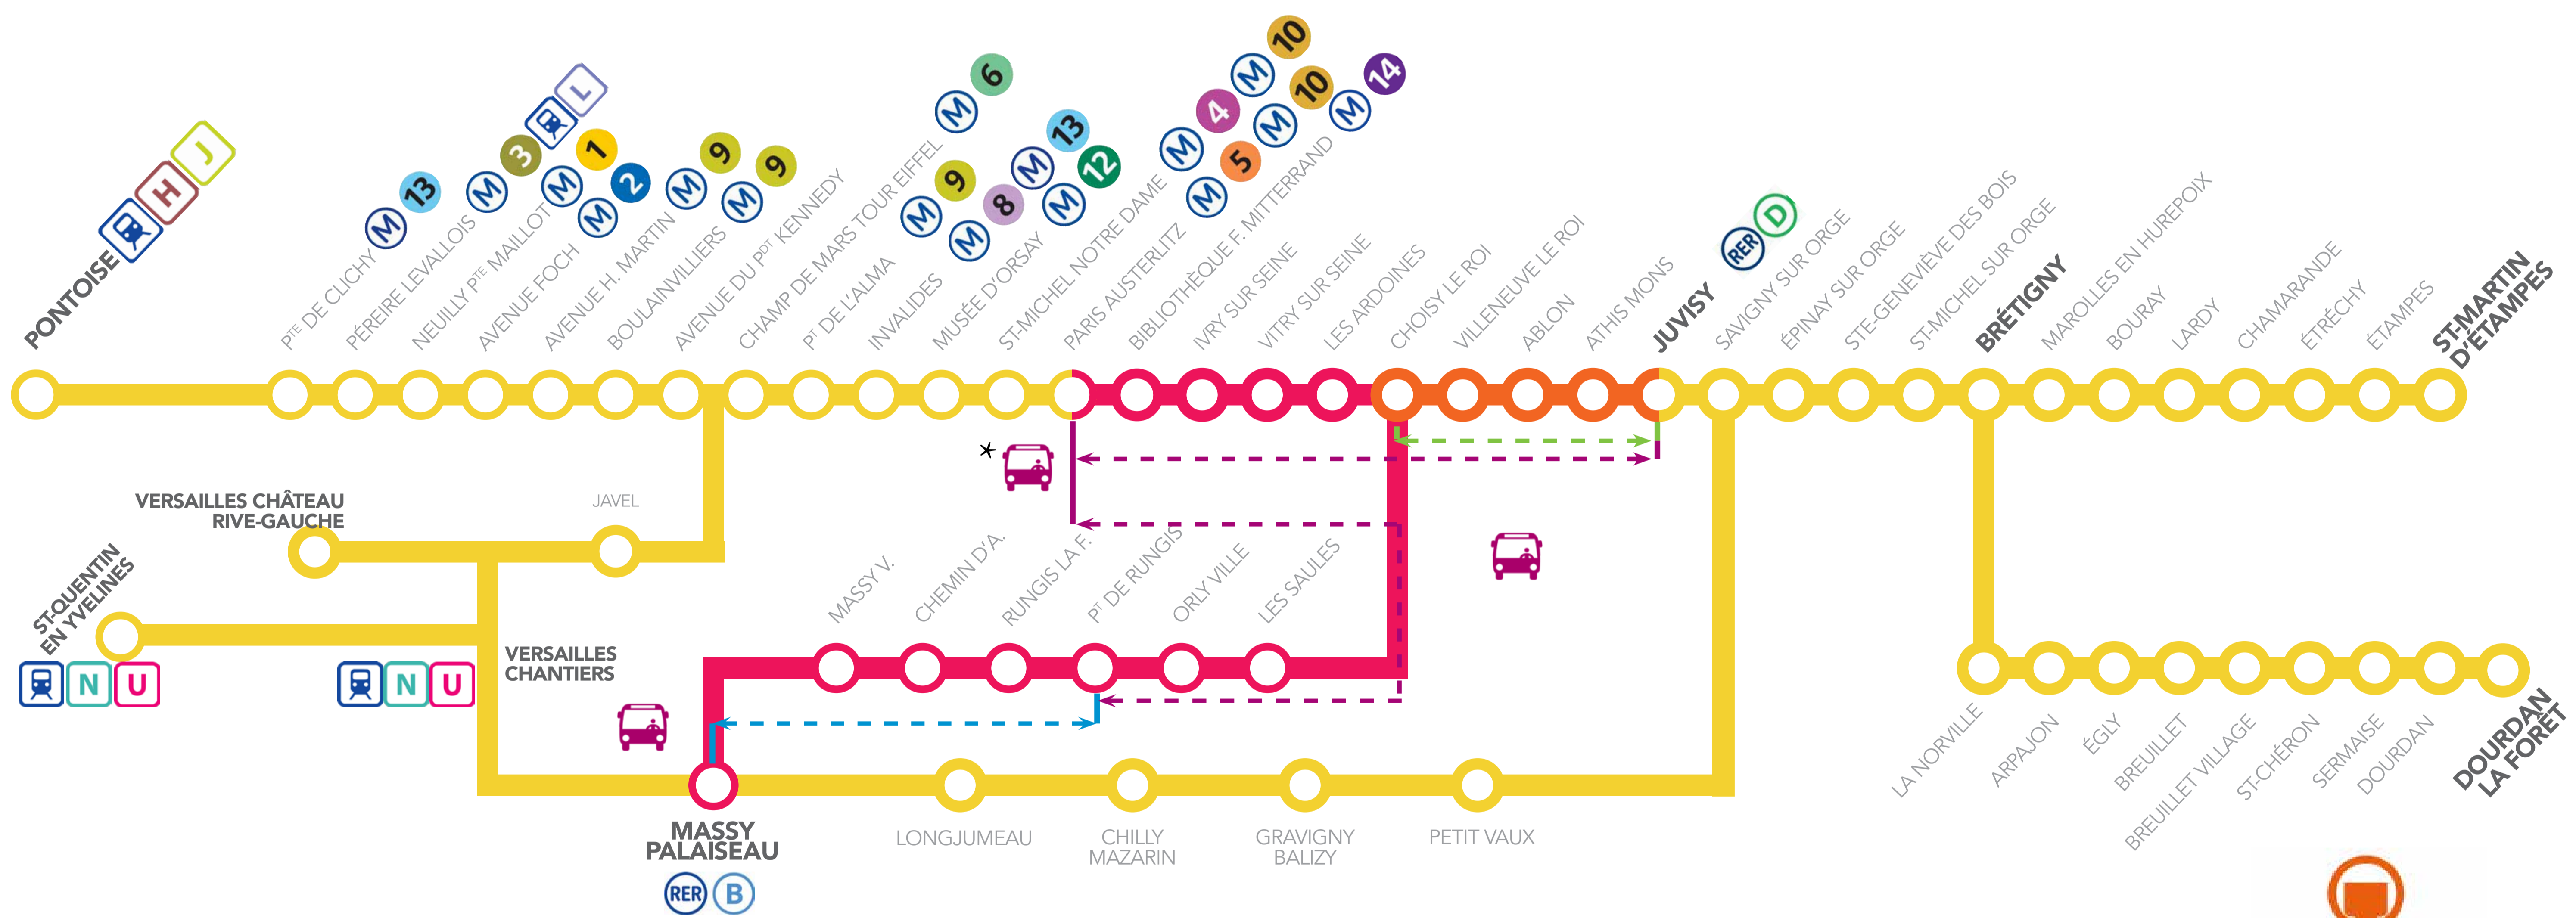 PONTOISE
H
J
PTE DE CLICHY
M
13
PÉREIRE LEVALLOIS
M
3
L
NEUILLY PTE MAILLOT
M
1
AVENUE FOCH
M
2
AVENUE H. MARTIN
M
9
BOULAINVILLIERS
M
9
AVENUE DU PDT KENNEDY
CHAMP DE MARS TOUR EIFFEL
M
6
PT DE L'ALMA
M
9
INVALIDES
M
8
M
13
MUSÉE D'ORSAY
M
12
ST-MICHEL NOTRE DAME
M
4
M
10
PARIS AUSTERLITZ
M
5
M
10
BIBLIOTHÈQUE F. MITTERRAND
M
14
IVRY SUR SEINE
VITRY SUR SEINE
LES ARDOINES
CHOISY LE ROI
VILLENEUVE LE ROI
ABLON
ATHIS MONS
JUVISY
RER
D
SAVIGNY SUR ORGE
ÉPINAY SUR ORGE
STE-GENEVIÈVE DES BOIS
ST-MICHEL SUR ORGE
BRÉTIGNY
MAROLLES EN HUREPOIX
BOURAY
LARDY
CHAMARANDE
ÉTRÉCHY
ÉTAMPES
ST-MARTIN
D'ÉTAMPES
*
VERSAILLES CHÂTEAU
RIVE-GAUCHE
JAVEL
ST-QUENTIN
EN YVELINES
N
U
N
U
VERSAILLES
CHANTIERS
MASSY V.
CHEMIN D'A.
RUNGIS LA F.
PT DE RUNGIS
ORLY VILLE
LES SAULES
MASSY
PALAISEAU
RER
B
LONGJUMEAU
CHILLY
MAZARIN
GRAVIGNY
BALIZY
PETIT VAUX
LA NORVILLE
ARPAJON
ÉGLY
BREUILLET
BREUILLET VILLAGE
ST-CHÉRON
SERMAISE
DOURDAN
DOURDAN
LA FORÊT